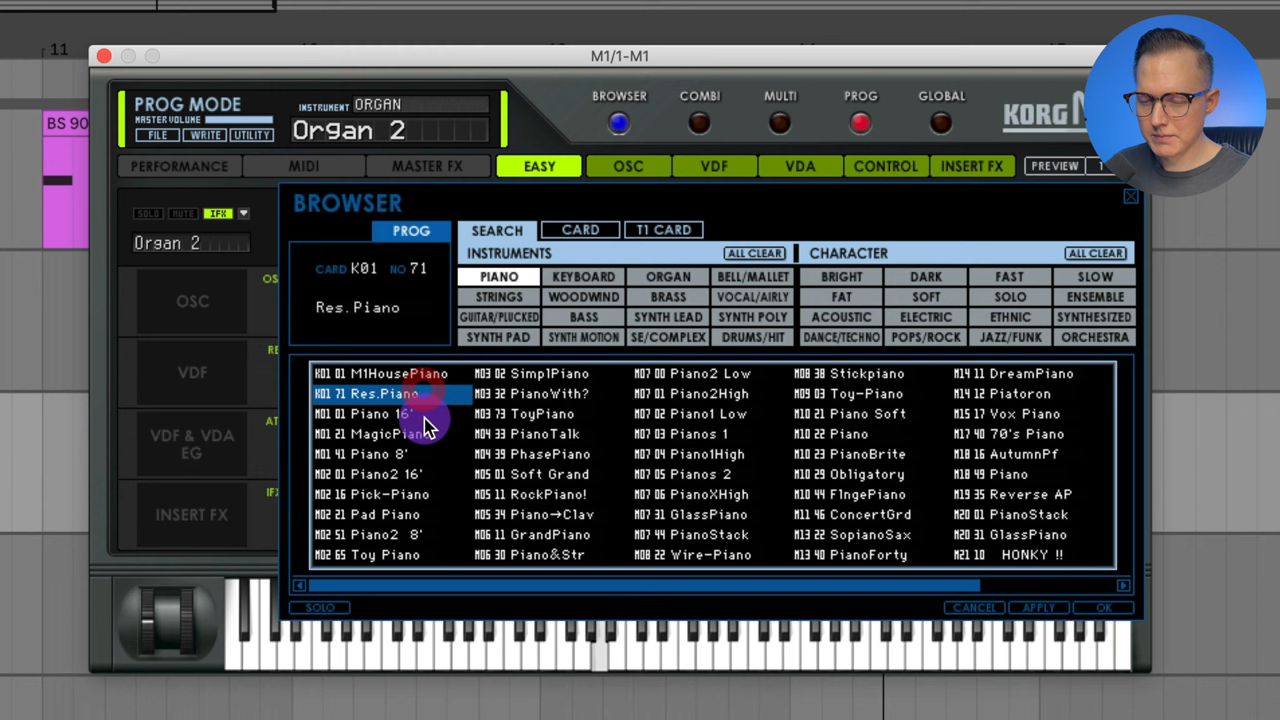 11
M1/1-M1
BS 90
PROG MODE
MASTER VOLUME
FILE WRITE UTILITY
INSTRUMENT ORGAN
Organ 2
BROWSER COMBI MULTI PROG GLOBAL
KORG
PERFORMANCE MIDI MASTER FX EASY OSC VDF VDA CONTROL INSERT FX PREVIEW
SOLO MUTE IFX
Organ 2
OSC
VDF
VDF & VDA
EG
INSERT FX
BROWSER
PROG
CARD K01 NO 71
Res.Piano
SEARCH CARD T1 CARD
INSTRUMENTS ALL CLEAR CHARACTER ALL CLEAR
PIANO KEYBOARD ORGAN BELL/MALLET BRIGHT DARK FAST SLOW
STRINGS WOODWIND BRASS VOCAL/AIRLY FAT SOFT SOLO ENSEMBLE
GUITAR/PLUCKED BASS SYNTH LEAD SYNTH POLY ACOUSTIC ELECTRIC ETHNIC SYNTHESIZED
SYNTH PAD SYNTH MOTION SE/COMPLEX DRUMS/HIT DANCE/TECHNO POPS/ROCK JAZZ/FUNK ORCHESTRA
K01 01 M1HousePiano M03 02 Simp1Piano M07 00 Piano2 Low M08 38 Stickpiano M14 11 DreamPiano
K01 71 Res.Piano M03 32 PianoWith? M07 01 Piano2High M09 03 Toy-Piano M14 12 Piatoron
M01 01 Piano 16' M03 73 ToyPiano M07 02 Piano1 Low M10 21 Piano Soft M15 17 Vox Piano
M01 21 MagicPiano M04 33 PianoTalk M07 03 Pianos 1 M10 22 Piano M17 40 70's Piano
M01 41 Piano 8' M04 39 PhasePiano M07 04 Piano1High M10 23 PianoBrite M18 16 AutumnPf
M02 01 Piano2 16' M05 01 Soft Grand M07 05 Pianos 2 M10 29 Obligatory M18 49 Piano
M02 16 Pick-Piano M05 11 RockPiano! M07 06 PianoXHigh M10 44 FlngePiano M19 35 Reverse AP
M02 21 Pad Piano M05 34 Piano→Clav M07 31 GlassPiano M11 46 ConcertGrd M20 01 PianoStack
M02 51 Piano2 8' M06 11 GrandPiano M07 44 PianoStack M13 22 SopianoSax M20 31 GlassPiano
M02 65 Toy Piano M06 30 Piano&Str M08 22 Wire-Piano M13 40 PianoForty M21 10 HONKY !!
SOLO CANCEL APPLY OK